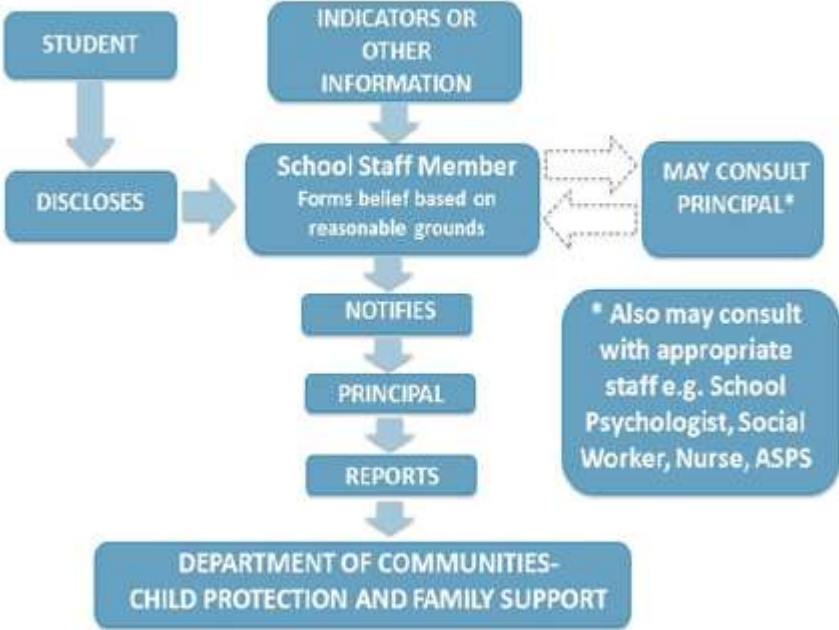 STUDENT
INDICATORS OR
OTHER
INFORMATION
DISCLOSES
School Staff Member
Forms belief based on
reasonable grounds
MAY CONSULT
PRINCIPAL*
NOTIFIES
PRINCIPAL
REPORTS
* Also may consult
with appropriate
staff e.g. School
Psychologist, Social
Worker, Nurse, ASPS
DEPARTMENT OF COMMUNITIES-
CHILD PROTECTION AND FAMILY SUPPORT